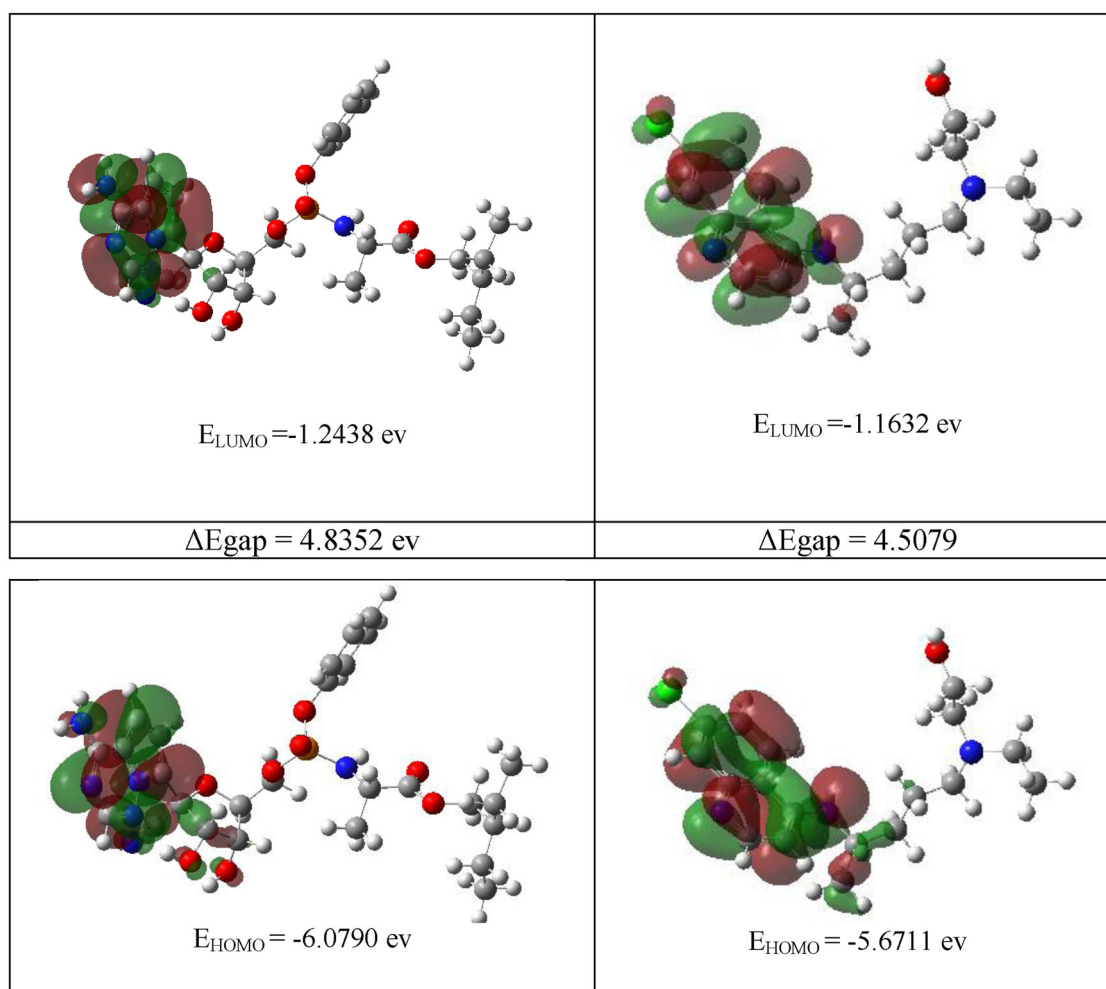 E_LUMO =-1.2438 ev
E_LUMO =-1.1632 ev
ΔEgap = 4.8352 ev
ΔEgap = 4.5079
E_HOMO = -6.0790 ev
E_HOMO = -5.6711 ev